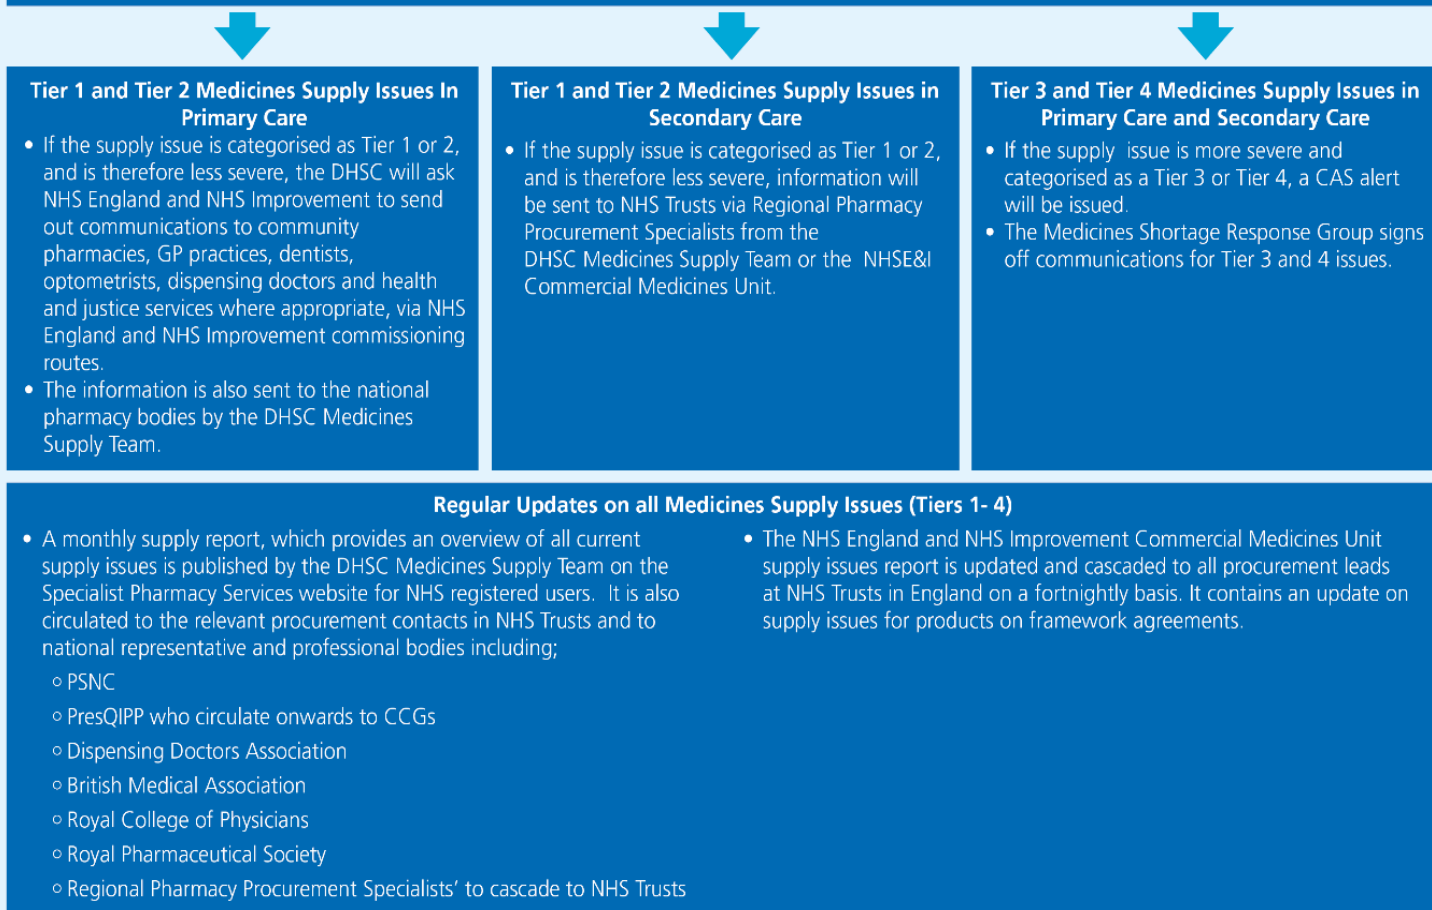 Tier 1 and Tier 2 Medicines Supply Issues In
Primary Care
• If the supply issue is categorised as Tier 1 or 2,
and is therefore less severe, the DHSC will ask
NHS England and NHS Improvement to send
out communications to community
pharmacies, GP practices, dentists,
optometrists, dispensing doctors and health
and justice services where appropriate, via NHS
England and NHS Improvement commissioning
routes.
• The information is also sent to the national
pharmacy bodies by the DHSC Medicines
Supply Team.
Tier 1 and Tier 2 Medicines Supply Issues in
Secondary Care
• If the supply issue is categorised as Tier 1 or 2,
and is therefore less severe, information will
be sent to NHS Trusts via Regional Pharmacy
Procurement Specialists from the
DHSC Medicines Supply Team or the NHSE&I
Commercial Medicines Unit.
Tier 3 and Tier 4 Medicines Supply Issues in
Primary Care and Secondary Care
• If the supply issue is more severe and
categorised as a Tier 3 or Tier 4, a CAS alert
will be issued.
• The Medicines Shortage Response Group signs
off communications for Tier 3 and 4 issues.
Regular Updates on all Medicines Supply Issues (Tiers 1- 4)
• A monthly supply report, which provides an overview of all current
supply issues is published by the DHSC Medicines Supply Team on the
Specialist Pharmacy Services website for NHS registered users. It is also
circulated to the relevant procurement contacts in NHS Trusts and to
national representative and professional bodies including;
○ PSNC
○ PresQIPP who circulate onwards to CCGs
○ Dispensing Doctors Association
○ British Medical Association
○ Royal College of Physicians
○ Royal Pharmaceutical Society
○ Regional Pharmacy Procurement Specialists' to cascade to NHS Trusts
• The NHS England and NHS Improvement Commercial Medicines Unit
supply issues report is updated and cascaded to all procurement leads
at NHS Trusts in England on a fortnightly basis. It contains an update on
supply issues for products on framework agreements.